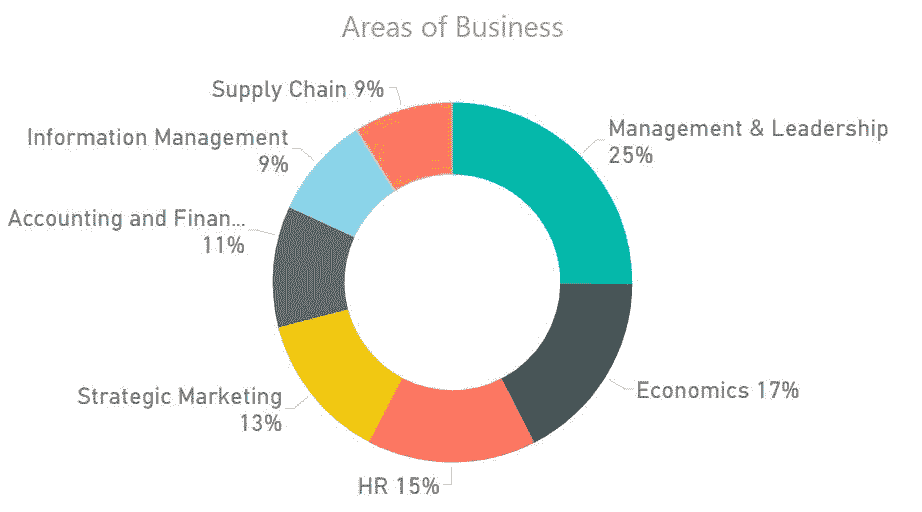 Areas of Business
Supply Chain 9%
Management & Leadership
25%
Information Management
9%
Accounting and Finan...
11%
Economics 17%
Strategic Marketing
13%
HR 15%